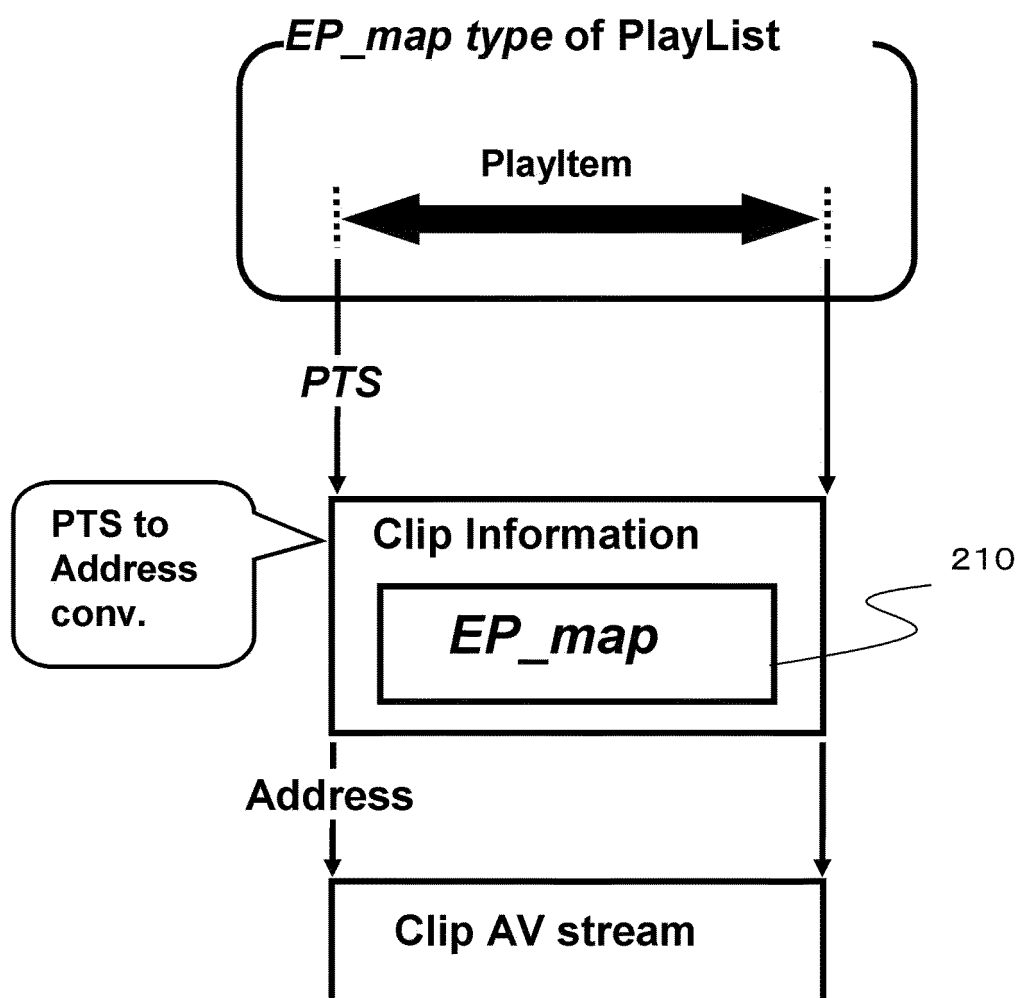 EP_map type of PlayList
PlayItem
PTS
PTS to
Address
conv.
Clip Information
EP_map
210
Address
Clip AV stream